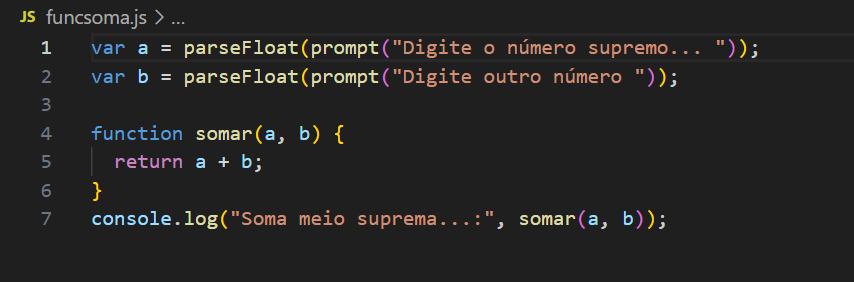 JS funcsoma.js > ...
1 var a = parseFloat(prompt("Digite o número supremo... "));
2 var b = parseFloat(prompt("Digite outro número "));
3
4 function somar(a, b) {
5 return a + b;
6 }
7 console.log("Soma meio suprema...:", somar(a, b));